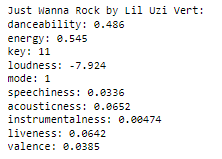 Just Wanna Rock by Lil Uzi Vert:
danceability: 0.486
energy: 0.545
key: 11
loudness: -7.924
mode: 1
speechiness: 0.0336
acousticness: 0.0652
instrumentalness: 0.00474
liveness: 0.0642
valence: 0.0385